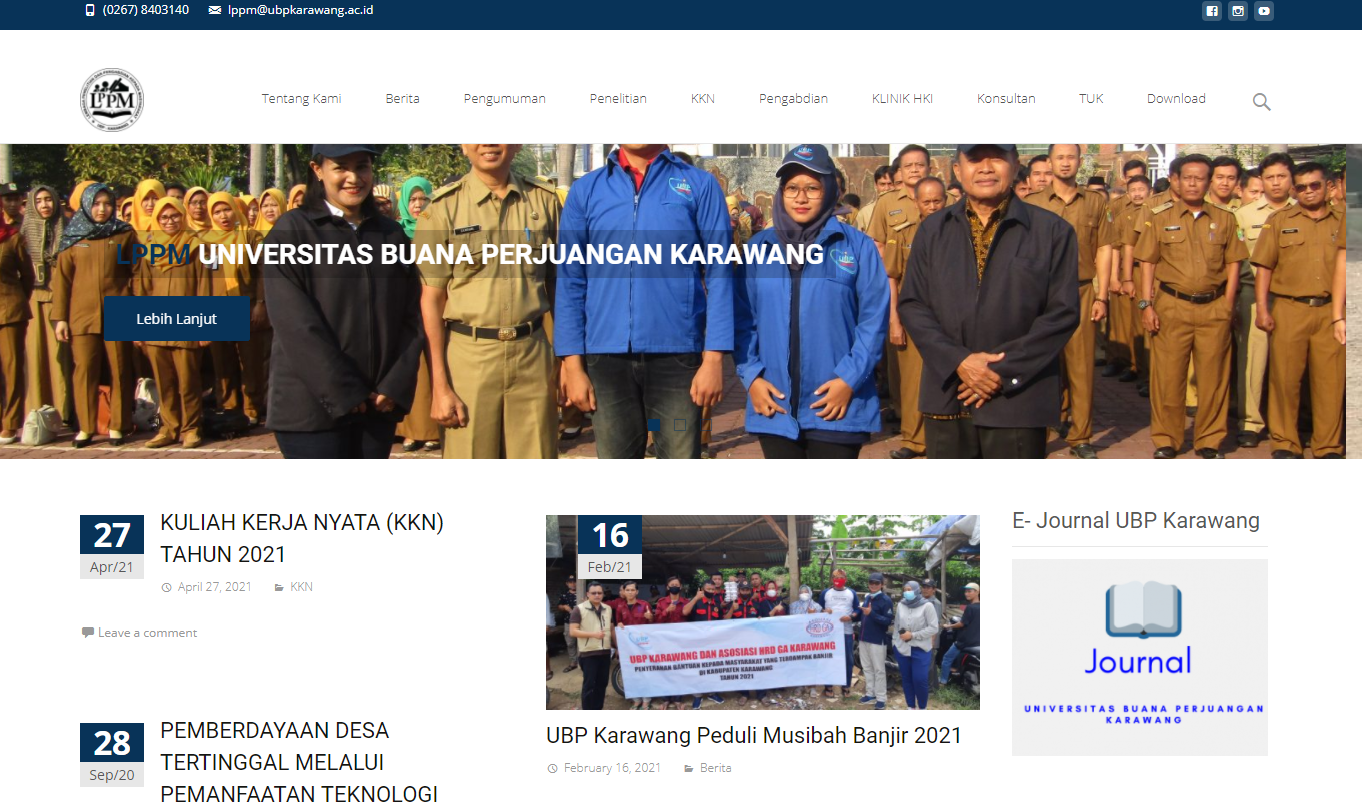 (0267) 8403140 lppm@ubpkarawang.ac.id
LPPM
Tentang Kami Berita Pengumuman Penelitian KKN Pengabdian KLINIK HKI Konsultan TUK Download
LPPM UNIVERSITAS BUANA PERJUANGAN KARAWANG
Lebih Lanjut
27
Apr/21
KULIAH KERJA NYATA (KKN)
TAHUN 2021
April 27, 2021 KKN
Leave a comment
28
Sep/20
PEMBERDAYAAN DESA
TERTINGGAL MELALUI
PEMANFAATAN TEKNOLOGI
16
Feb/21
UBP KARAWANG DAN ASOSIASI HRD GA KARAWANG
PENYERAHAN BANTUAN KEPADA MASYARAKAT YANG TERDAMPAK BANJIR
DI KABUPATEN KARAWANG
TAHUN 2021
UBP Karawang Peduli Musibah Banjir 2021
February 16, 2021 Berita
E- Journal UBP Karawang
Journal
UNIVERSITAS BUANA PERJUANGAN
KARAWANG